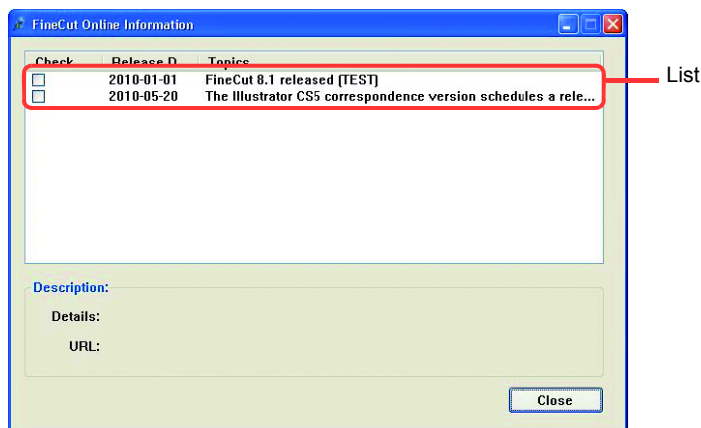 FineCut Online Information
Check Release D Topics
2010-01-01 FineCut 8.1 released (TEST)
2010-05-20 The Illustrator CS5 correspondence version schedules a rele...
List
Description:
Details:
URL:
Close